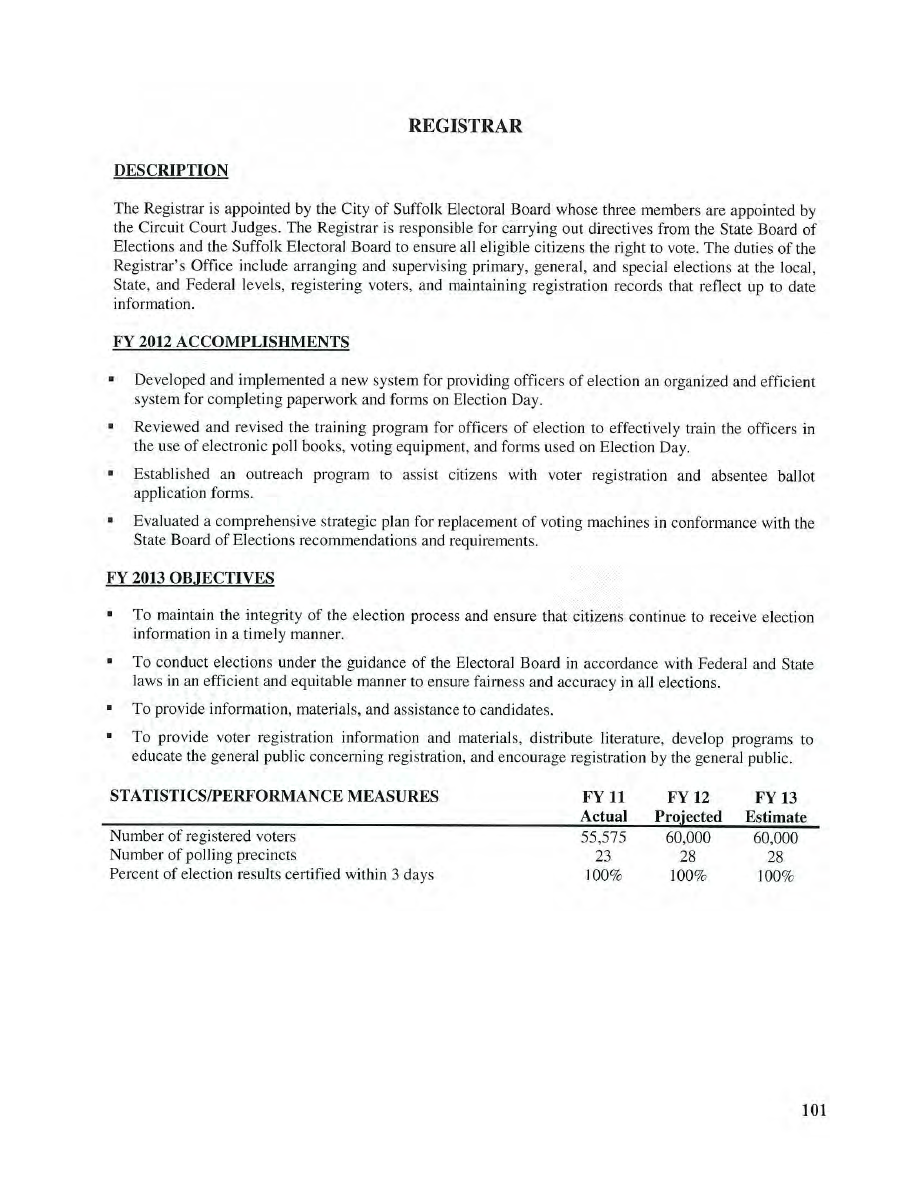 REGISTRAR
DESCRIPTION
The Registrar is appointed by the City of Suffolk Electoral Board whose three members are appointed by
the Circuit Court Judges. The Registrar is responsible for carrying out directives from the State Board of
Elections and the Suffolk Electoral Board to ensure all eligible citizens the right to vote. The duties of the
Registrar's Office include arranging and supervising primary, general, and special elections at the local,
State, and Federal levels, registering voters, and maintaining registration records that reflect up to date
information.
FY 2012 ACCOMPLISHMENTS
▪ Developed and implemented a new system for providing officers of election an organized and efficient
system for completing paperwork and forms on Election Day.
▪ Reviewed and revised the training program for officers of election to effectively train the officers in
the use of electronic poll books, voting equipment, and forms used on Election Day.
▪ Established an outreach program to assist citizens with voter registration and absentee ballot
application forms.
▪ Evaluated a comprehensive strategic plan for replacement of voting machines in conformance with the
State Board of Elections recommendations and requirements.
FY 2013 OBJECTIVES
▪ To maintain the integrity of the election process and ensure that citizens continue to receive election
information in a timely manner.
▪ To conduct elections under the guidance of the Electoral Board in accordance with Federal and State
laws in an efficient and equitable manner to ensure fairness and accuracy in all elections.
▪ To provide information, materials, and assistance to candidates.
▪ To provide voter registration information and materials, distribute literature, develop programs to
educate the general public concerning registration, and encourage registration by the general public.
STATISTICS/PERFORMANCE MEASURES FY 11 FY 12 FY 13
Actual Projected Estimate
Number of registered voters 55,575 60,000 60,000
Number of polling precincts 23 28 28
Percent of election results certified within 3 days 100% 100% 100%
101